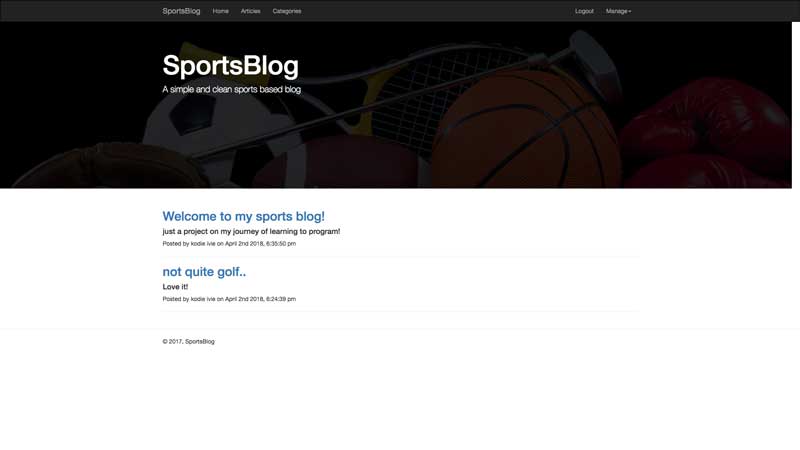 SportsBlog Home Articles Categories Logout Manage
SportsBlog
A simple and clean sports based blog
Welcome to my sports blog!
just a project on my journey of learning to program!
Posted by kodie ivie on April 2nd 2018, 6:35:50 pm
not quite golf..
Love it!
Posted by kodie ivie on April 2nd 2018, 6:24:39 pm
© 2017, SportsBlog